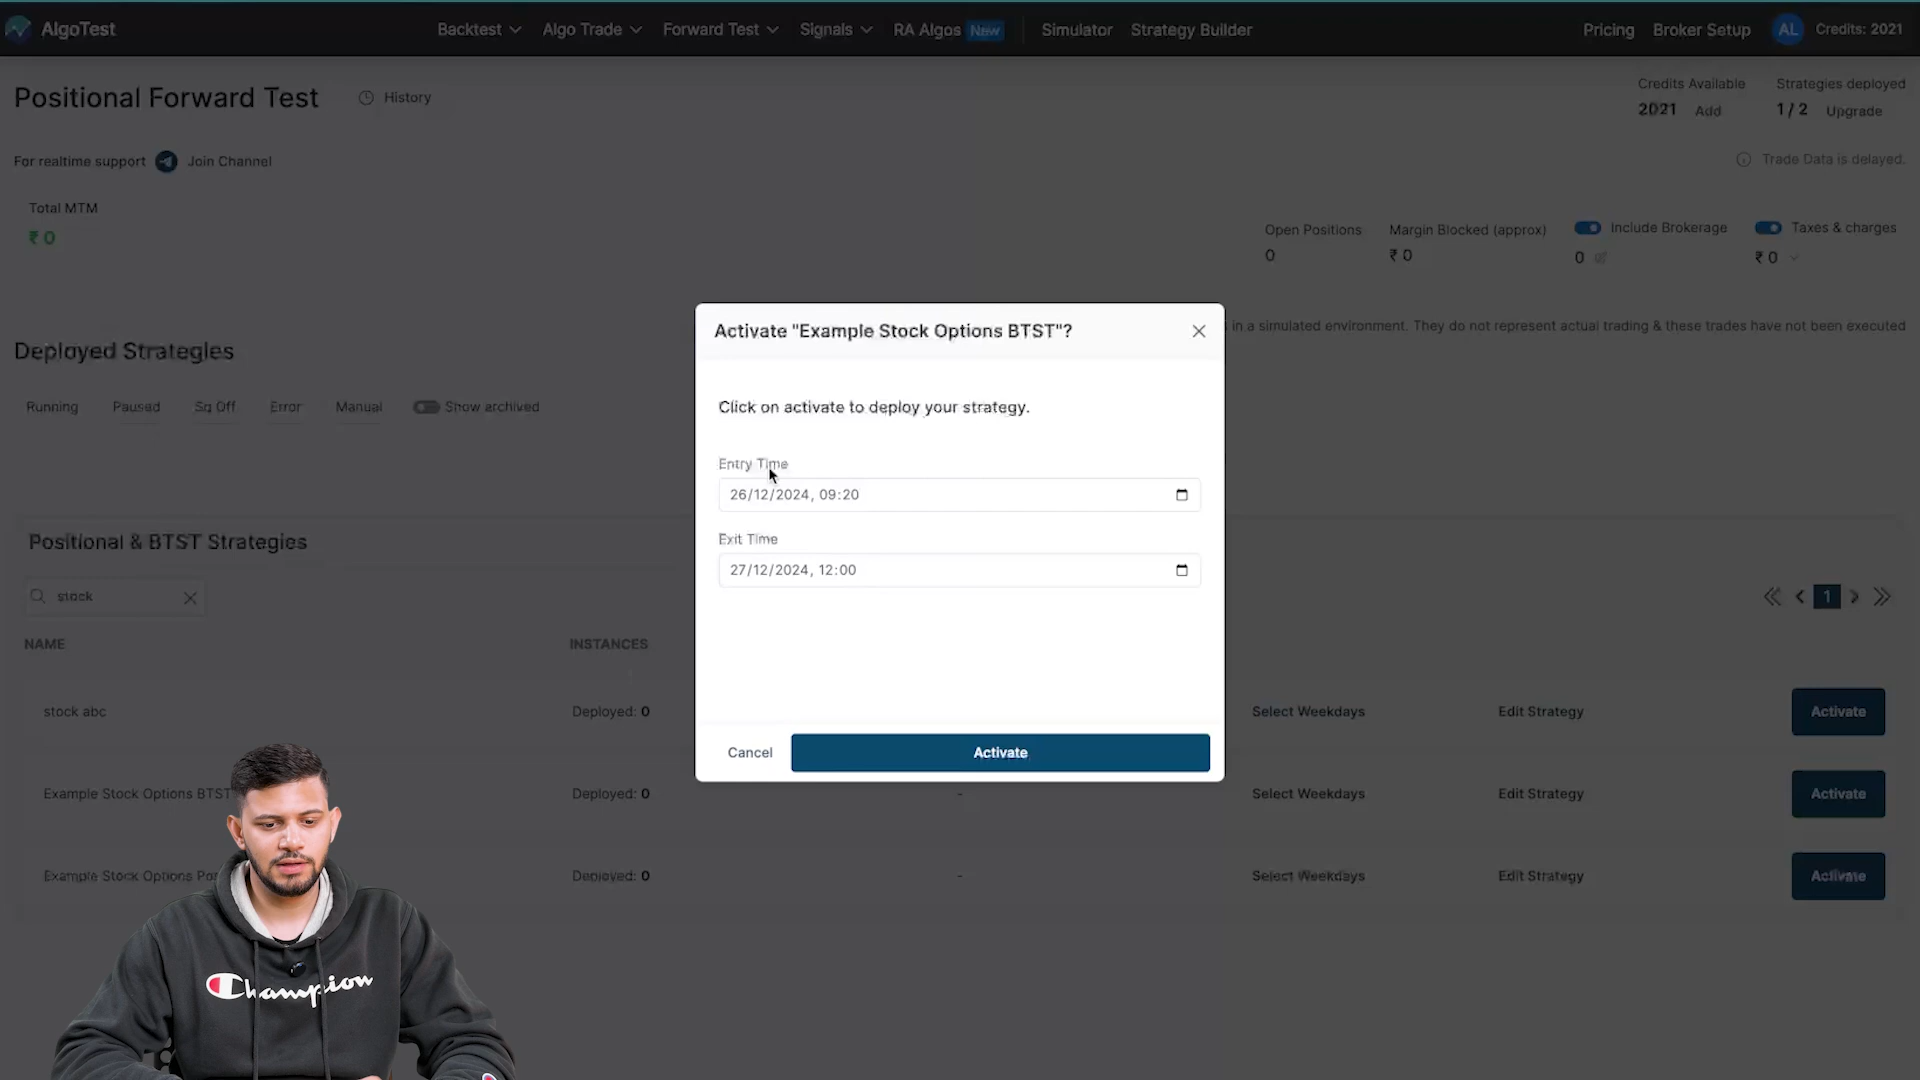 AlgoTest
Backtest
Algo Trade
Forward Test
Signals
RA Algos New
Simulator
Strategy Builder
Pricing
Broker Setup
AL
Credits: 2021
Positional Forward Test
History
Credits Available
2021 Add
Strategies deployed
1 / 2 Upgrade
For realtime support
Join Channel
Trade Data is delayed.
Total MTM
₹ 0
Open Positions
0
Margin Blocked (approx)
₹ 0
Include Brokerage
0
Taxes & charges
₹ 0
in a simulated environment. They do not represent actual trading & these trades have not been executed
Deployed Strategies
Running
Paused
Sq Off
Error
Manual
Show archived
Activate "Example Stock Options BTST"?
Click on activate to deploy your strategy.
Entry Time
26/12/2024, 09:20
Exit Time
27/12/2024, 12:00
Cancel
Activate
Positional & BTST Strategies
stock
1
NAME
INSTANCES
stock abc
Deployed: 0
Select Weekdays
Edit Strategy
Activate
Example Stock Options BTST
Deployed: 0
-
Select Weekdays
Edit Strategy
Activate
Example Stock Options
Deployed: 0
-
Select Weekdays
Edit Strategy
Activate
Champion